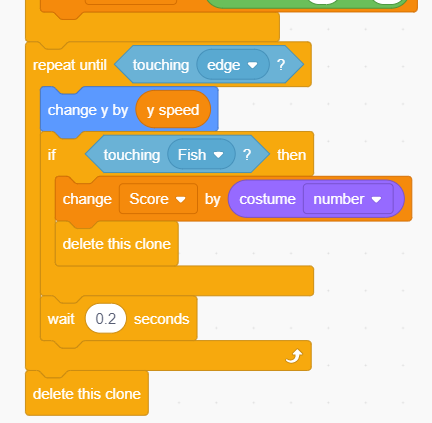 repeat until touching edge ?
change y by y speed
if touching Fish ? then
change Score by costume number
delete this clone
wait 0.2 seconds
delete this clone